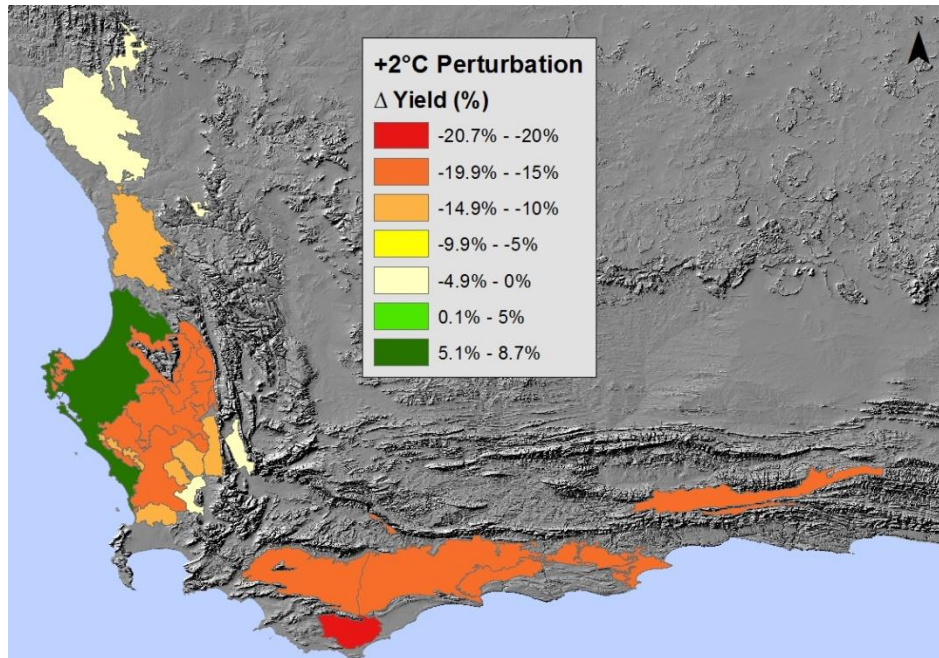 N
+2°C Perturbation
Δ Yield (%)
-20.7% - -20%
-19.9% - -15%
-14.9% - -10%
-9.9% - -5%
-4.9% - 0%
0.1% - 5%
5.1% - 8.7%